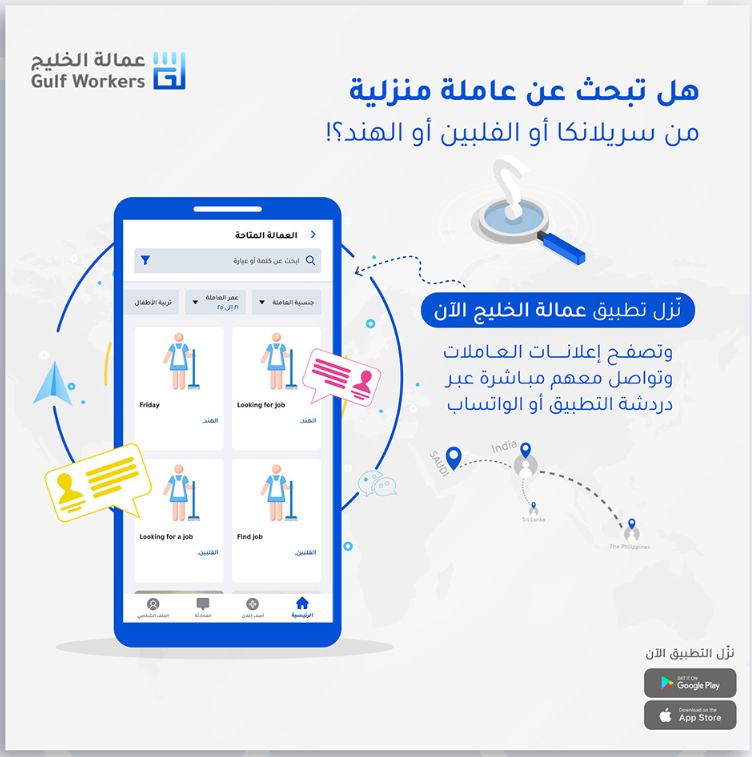 عمالة الخليج
Gulf Workers
هل تبحث عن عاملة منزلية
من سريلانكا أو الفلبين أو الهند؟!
العمالة المتاحة
ابحث عن كلمة أو عبارة
جنسية العاملة
عمر العاملة
٢١ إلى ٢٥
تربية الأطفال
Friday
Looking for job
الهند,
الهند,
Looking for a job
Find job
الفلبين,
الفلبين,
الرئيسية
أضف إعلان
المحادثة
الملف الشخصي
نّزل تطبيق عمالة الخليج الآن
وتصفح إعلانات العاملات
وتواصل معهم مباشرة عبر
دردشة التطبيق أو الواتساب
SAUDI
India
Sri Lanka
The Philippines
نزّل التطبيق الآن
GET IT ON
Google Play
Download on the
App Store